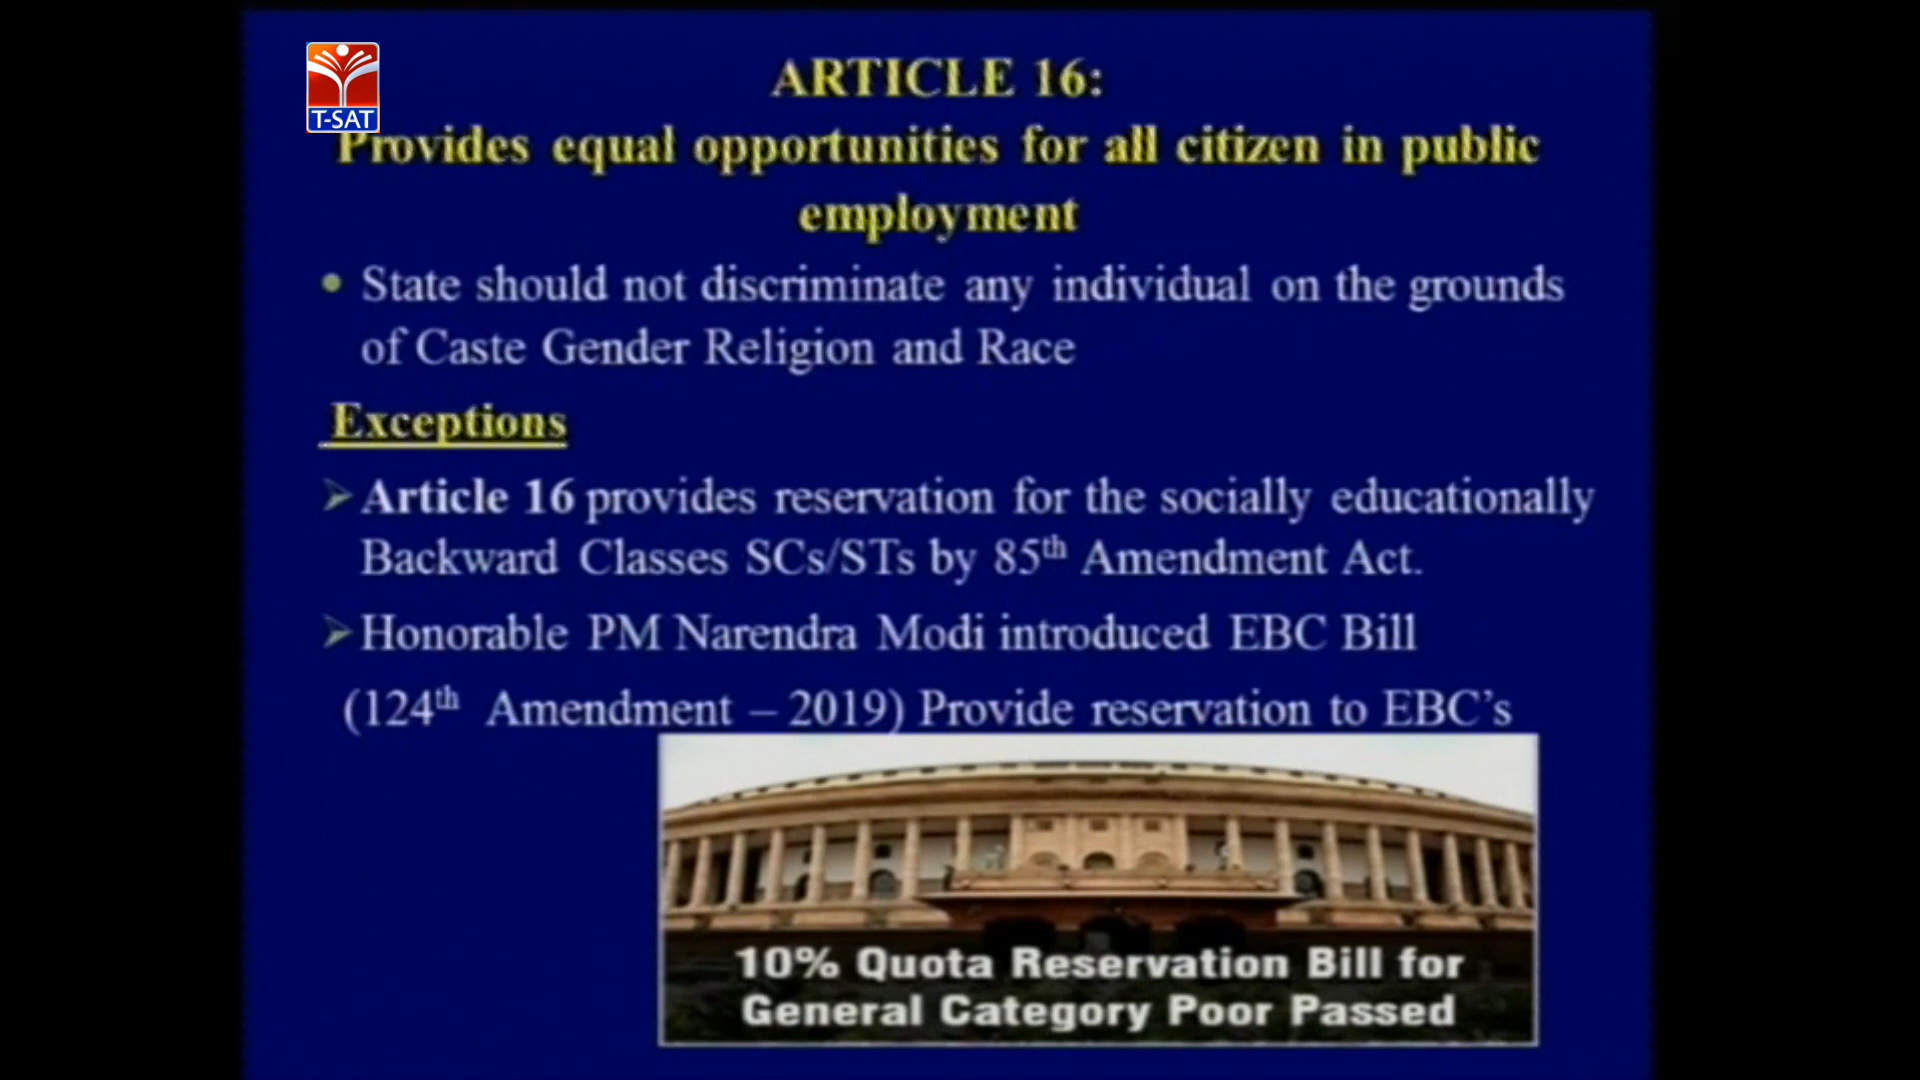 T-SAT
ARTICLE 16:
Provides equal opportunities for all citizen in public
employment
• State should not discriminate any individual on the grounds
of Caste Gender Religion and Race
Exceptions
➢ Article 16 provides reservation for the socially educationally
Backward Classes SCs/STs by 85th Amendment Act.
➢ Honorable PM Narendra Modi introduced EBC Bill
(124th Amendment – 2019) Provide reservation to EBC's
10% Quota Reservation Bill for
General Category Poor Passed